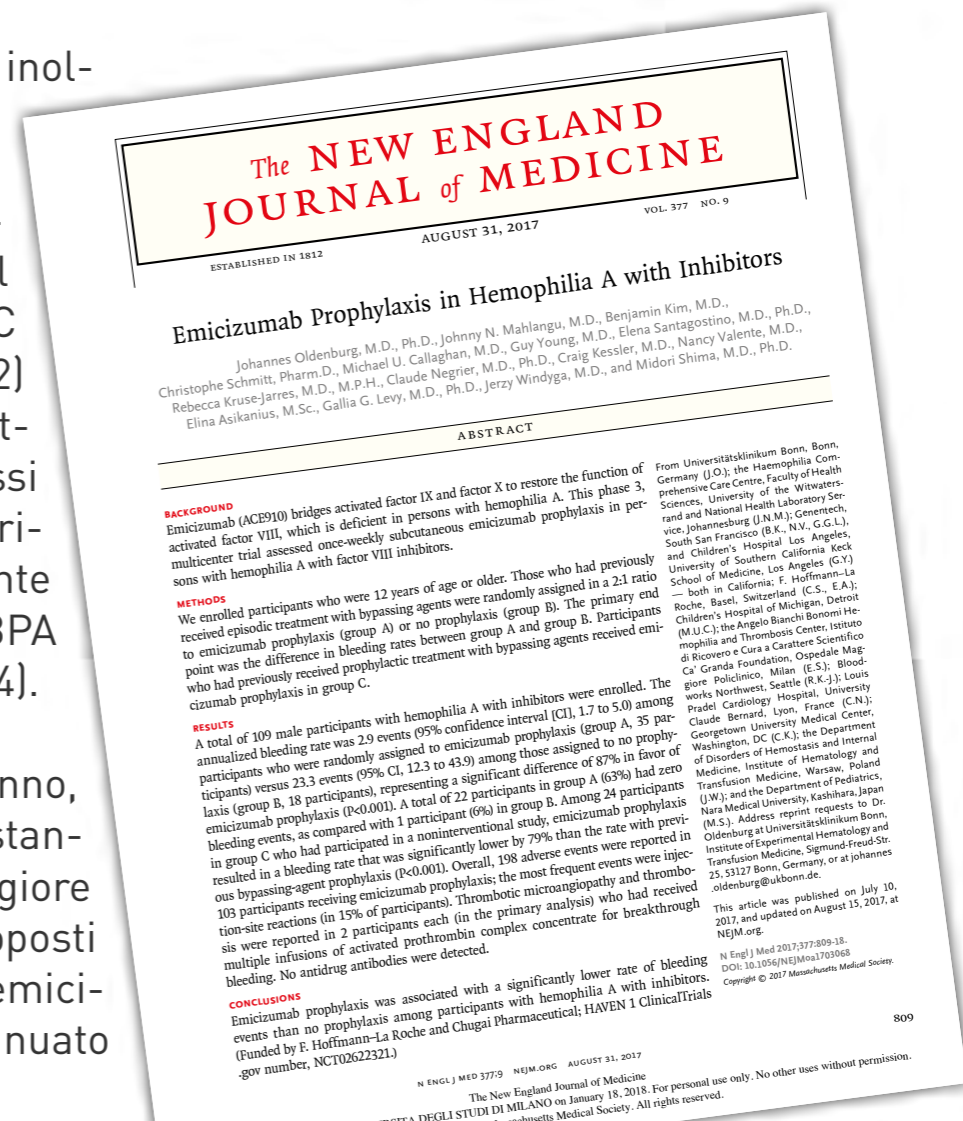 inol-
l
C
2)
t-
ssi
ri-
nte
BPA
4).
nno,
stan-
giore
pposti
emici-
nuato
The NEW ENGLAND
JOURNAL of MEDICINE
ESTABLISHED IN 1812
AUGUST 31, 2017
VOL. 377 NO. 9
Emicizumab Prophylaxis in Hemophilia A with Inhibitors
Johannes Oldenburg, M.D., Ph.D., Johnny N. Mahlangu, M.D., Benjamin Kim, M.D.,
Christophe Schmitt, Pharm.D., Michael U. Callaghan, M.D., Guy Young, M.D., Elena Santagostino, M.D., Ph.D.,
Rebecca Kruse-Jarres, M.D., M.P.H., Claude Negrier, M.D., Ph.D., Craig Kessler, M.D., Nancy Valente, M.D.,
Elina Asikanius, M.Sc., Gallia G. Levy, M.D., Ph.D., Jerzy Windyga, M.D., and Midori Shima, M.D., Ph.D.
ABSTRACT
BACKGROUND
Emicizumab (ACE910) bridges activated factor IX and factor X to restore the function of
activated factor VIII, which is deficient in persons with hemophilia A. This phase 3,
multicenter trial assessed once-weekly subcutaneous emicizumab prophylaxis in per-
sons with hemophilia A with factor VIII inhibitors.
METHODS
We enrolled participants who were 12 years of age or older. Those who had previously
received episodic treatment with bypassing agents were randomly assigned in a 2:1 ratio
to emicizumab prophylaxis (group A) or no prophylaxis (group B). The primary end
point was the difference in bleeding rates between group A and group B. Participants
who had previously received prophylactic treatment with bypassing agents received emi-
cizumab prophylaxis in group C.
RESULTS
A total of 109 male participants with hemophilia A with inhibitors were enrolled. The
annualized bleeding rate was 2.9 events (95% confidence interval [CI], 1.7 to 5.0) among
participants who were randomly assigned to emicizumab prophylaxis (group A, 35 par-
ticipants) versus 23.3 events (95% CI, 12.3 to 43.9) among those assigned to no prophy-
laxis (group B, 18 participants), representing a significant difference of 87% in favor of
emicizumab prophylaxis (P<0.001). A total of 22 participants in group A (63%) had zero
bleeding events, as compared with 1 participant (6%) in group B. Among 24 participants
in group C who had participated in a noninterventional study, emicizumab prophylaxis
resulted in a bleeding rate that was significantly lower by 79% than the rate with previ-
ous bypassing-agent prophylaxis (P<0.001). Overall, 198 adverse events were reported in
103 participants receiving emicizumab prophylaxis; the most frequent events were injec-
tion-site reactions (in 15% of participants). Thrombotic microangiopathy and thrombo-
sis were reported in 2 participants each (in the primary analysis) who had received
multiple infusions of activated prothrombin complex concentrate for breakthrough
bleeding. No antidrug antibodies were detected.
CONCLUSIONS
Emicizumab prophylaxis was associated with a significantly lower rate of bleeding
events than no prophylaxis among participants with hemophilia A with inhibitors.
(Funded by F. Hoffmann–La Roche and Chugai Pharmaceutical; HAVEN 1 ClinicalTrials
.gov number, NCT02622321.)
From Universitätsklinikum Bonn, Bonn,
Germany (J.O.); the Haemophilia Com-
prehensive Care Centre, Faculty of Health
Sciences, University of the Witwaters-
rand and National Health Laboratory Ser-
vice, Johannesburg (J.N.M.); Genentech,
South San Francisco (B.K., N.V., G.G.L.),
and Children's Hospital Los Angeles,
University of Southern California Keck
School of Medicine, Los Angeles (G.Y.)
— both in California; F. Hoffmann–La
Roche, Basel, Switzerland (C.S., E.A.);
Children's Hospital of Michigan, Detroit
(M.U.C.); the Angelo Bianchi Bonomi He-
mophilia and Thrombosis Center, Istituto
di Ricovero e Cura a Carattere Scientifico
Ca' Granda Foundation, Ospedale Mag-
giore Policlinico, Milan (E.S.); Blood-
works Northwest, Seattle (R.K.-J.); Louis
Pradel Cardiology Hospital, University
Claude Bernard, Lyon, France (C.N.);
Georgetown University Medical Center,
Washington, DC (C.K.); the Department
of Disorders of Hemostasis and Internal
Medicine, Institute of Hematology and
Transfusion Medicine, Warsaw, Poland
(J.W.); and the Department of Pediatrics,
Nara Medical University, Kashihara, Japan
(M.S.). Address reprint requests to Dr.
Oldenburg at Universitätsklinikum Bonn,
Institute of Experimental Hematology and
Transfusion Medicine, Sigmund-Freud-Str.
25, 53127 Bonn, Germany, or at johannes
.oldenburg@ukbonn.de.
This article was published on July 10,
2017, and updated on August 15, 2017, at
NEJM.org.
N Engl J Med 2017;377:809-18.
DOI: 10.1056/NEJMoa1703068
Copyright © 2017 Massachusetts Medical Society.
809
N ENGL J MED 377;9 NEJM.ORG AUGUST 31, 2017
The New England Journal of Medicine
DEGLI STUDI DI MILANO on January 18, 2018. For personal use only. No other uses without permission.
Medical Society. All rights reserved.